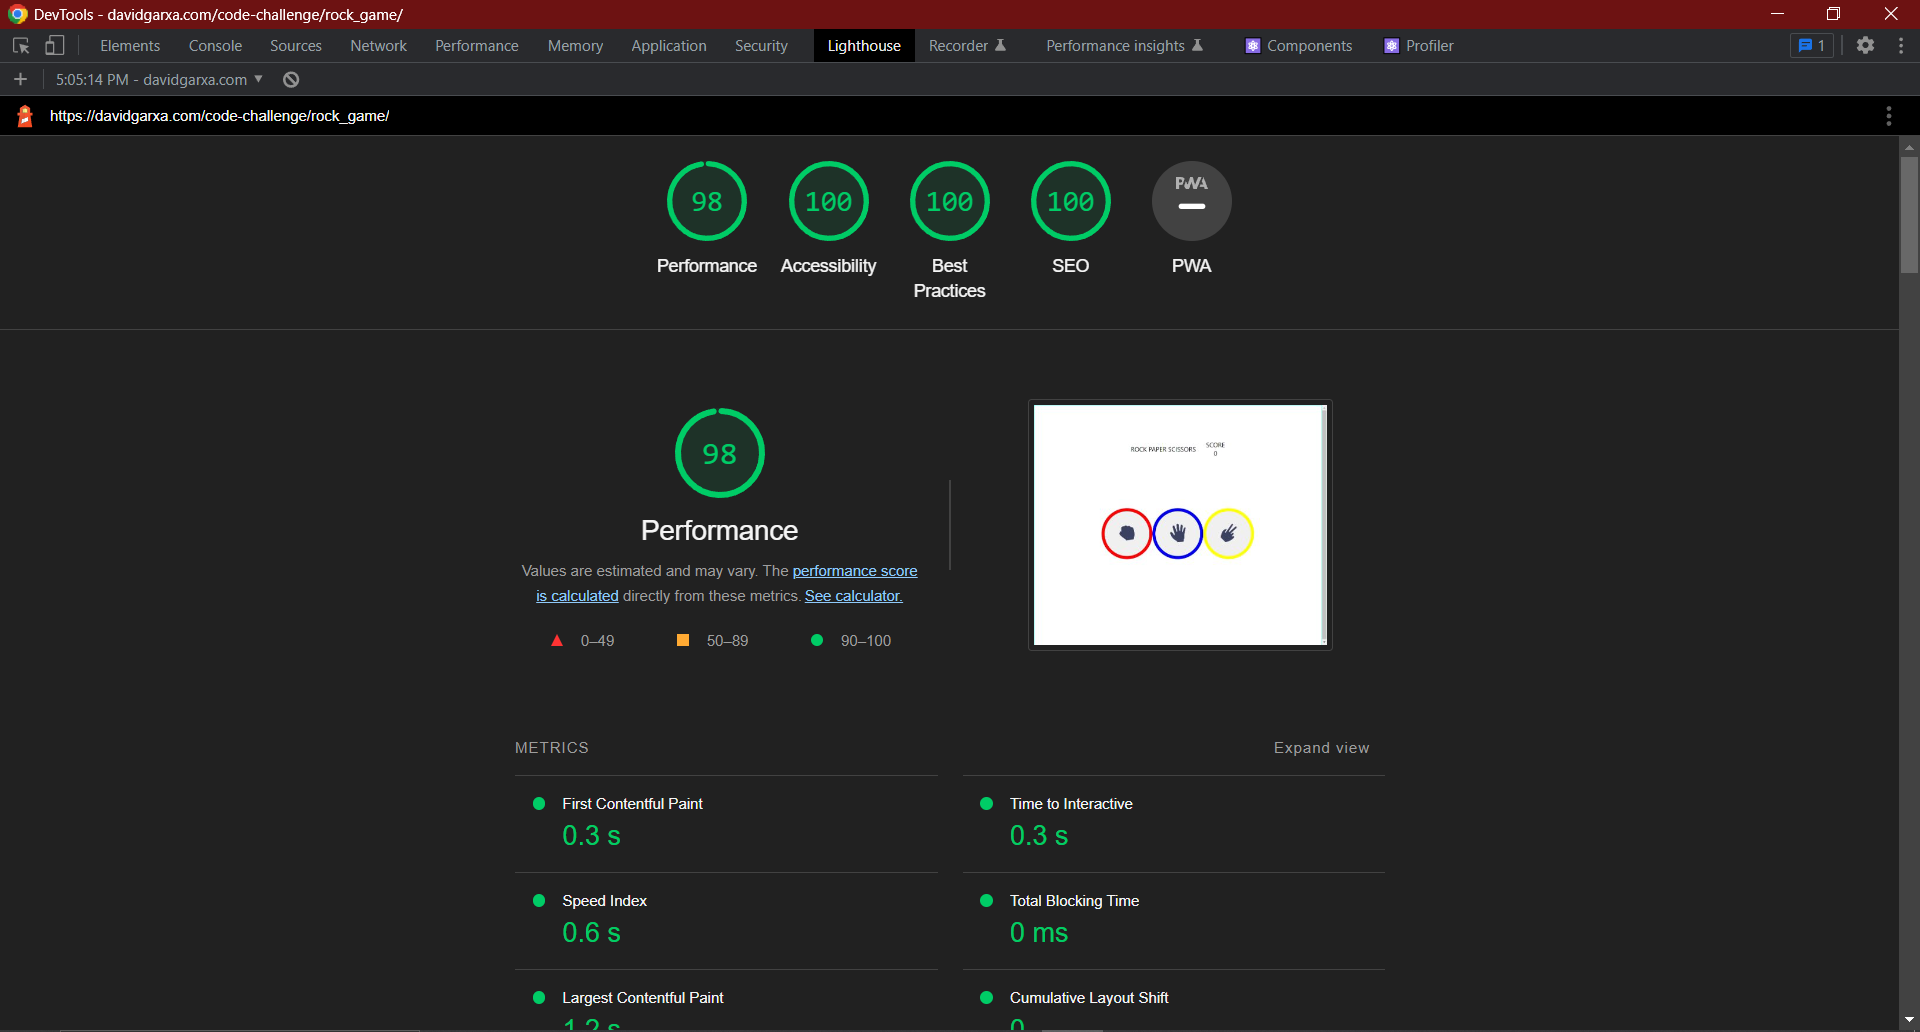 DevTools - davidgarxa.com/code-challenge/rock_game/
Elements Console Sources Network Performance Memory Application Security Lighthouse Recorder Performance insights Components Profiler 1
5:05:14 PM - davidgarxa.com
https://davidgarxa.com/code-challenge/rock_game/
98 100 100 100 PWA
Performance Accessibility Best Practices SEO PWA
98
Performance
Values are estimated and may vary. The performance score
is calculated directly from these metrics. See calculator.
0–49 50–89 90–100
ROCK PAPER SCISSORS SCORE
0
METRICS Expand view
First Contentful Paint
0.3 s
Time to Interactive
0.3 s
Speed Index
0.6 s
Total Blocking Time
0 ms
Largest Contentful Paint
1.2 s
Cumulative Layout Shift
0